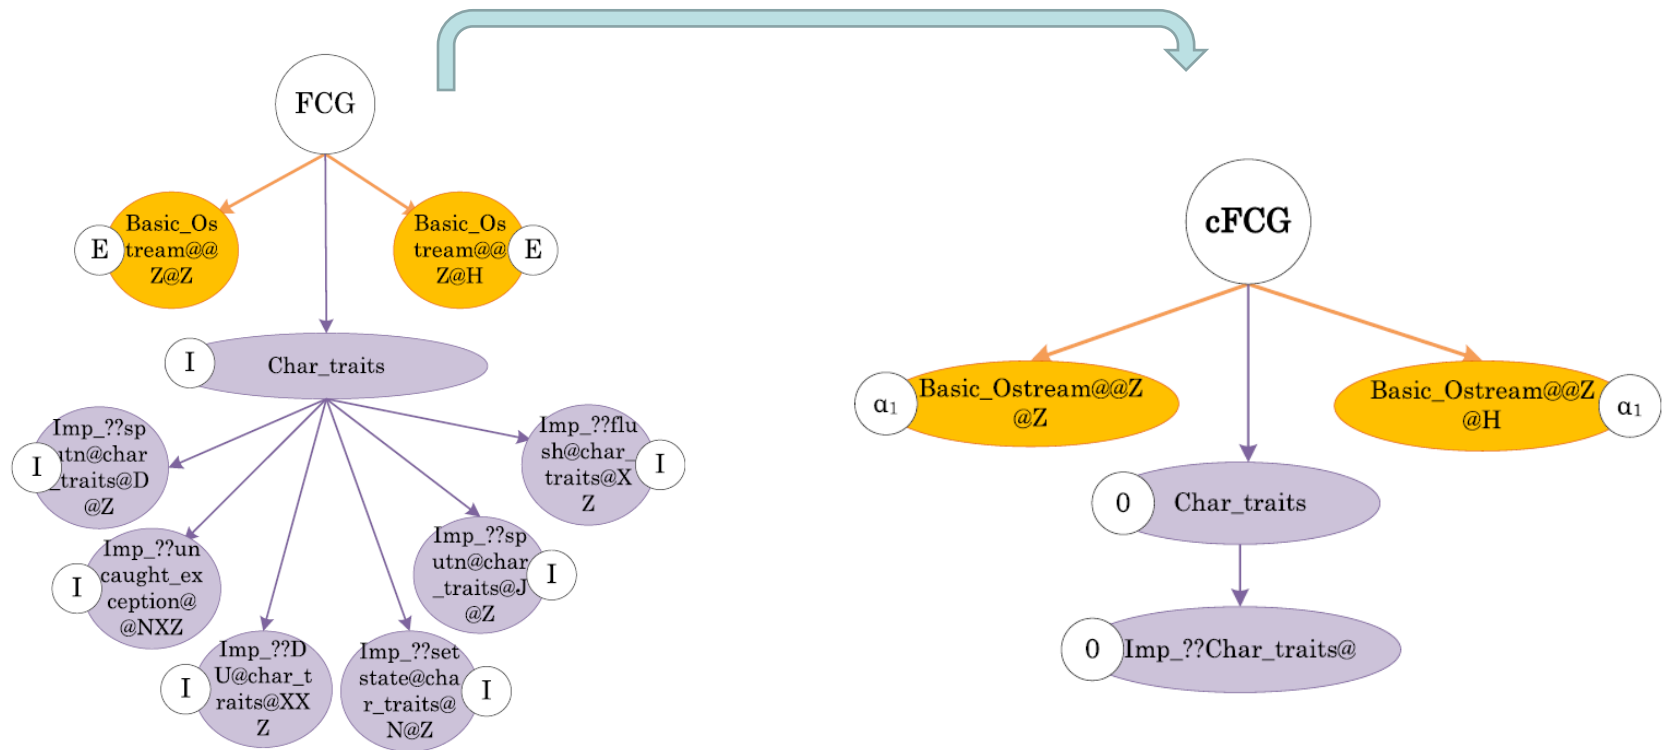 FCG
E
Basic_Os
tream@@
Z@Z
Basic_Os
tream@@
Z@H
E
I
Char_traits
I
Imp_??sp
utn@char
_traits@D
@Z
Imp_??flu
sh@char_
traits@X
Z
I
I
Imp_??un
caught_ex
ception@
@NXZ
Imp_??sp
utn@char
_traits@J
@Z
I
I
Imp_??D
U@char_t
raits@XX
Z
Imp_??set
state@cha
r_traits@
N@Z
I
cFCG
α₁
Basic_Ostream@@Z
@Z
Basic_Ostream@@Z
@H
α₁
0
Char_traits
0
Imp_??Char_traits@